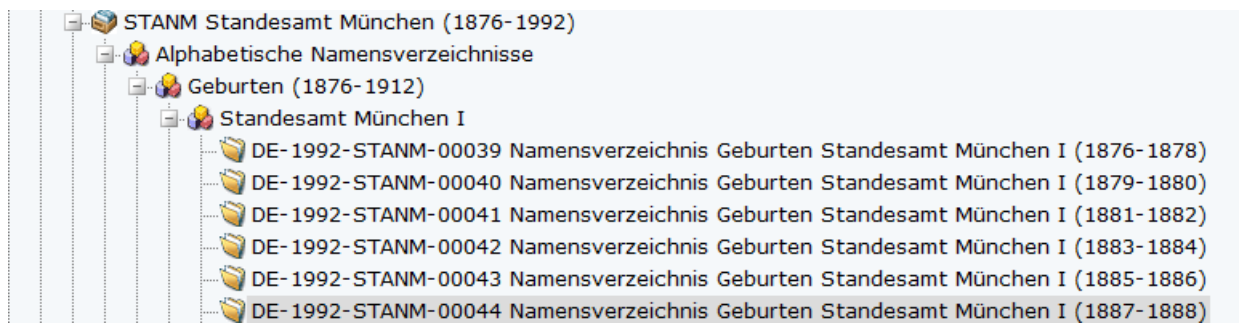 STANM Standesamt München (1876-1992)
Alphabetische Namensverzeichnisse
Geburten (1876-1912)
Standesamt München I
DE-1992-STANM-00039 Namensverzeichnis Geburten Standesamt München I (1876-1878)
DE-1992-STANM-00040 Namensverzeichnis Geburten Standesamt München I (1879-1880)
DE-1992-STANM-00041 Namensverzeichnis Geburten Standesamt München I (1881-1882)
DE-1992-STANM-00042 Namensverzeichnis Geburten Standesamt München I (1883-1884)
DE-1992-STANM-00043 Namensverzeichnis Geburten Standesamt München I (1885-1886)
DE-1992-STANM-00044 Namensverzeichnis Geburten Standesamt München I (1887-1888)